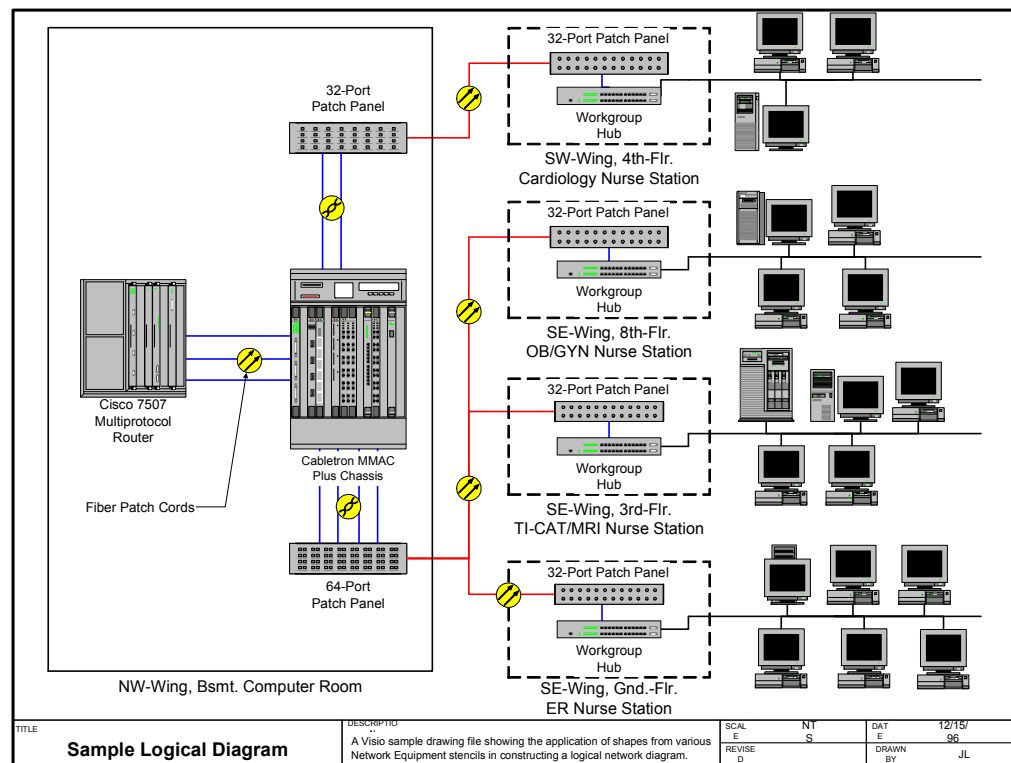 32-Port Patch Panel
Workgroup
Hub
SW-Wing, 4th-Flr.
Cardiology Nurse Station
32-Port
Patch Panel
32-Port Patch Panel
Workgroup
Hub
SE-Wing, 8th-Flr.
OB/GYN Nurse Station
Cisco 7507
Multiprotocol
Router
32-Port Patch Panel
Workgroup
Hub
SE-Wing, 3rd-Flr.
TI-CAT/MRI Nurse Station
Cabletron MMAC
Plus Chassis
Fiber Patch Cords
64-Port
Patch Panel
32-Port Patch Panel
Workgroup
Hub
SE-Wing, Gnd.-Flr.
ER Nurse Station
NW-Wing, Bsmt. Computer Room
TITLE
Sample Logical Diagram
DESCRIPTIO
A Visio sample drawing file showing the application of shapes from various
Network Equipment stencils in constructing a logical network diagram.
SCAL
E
NT
S
DAT
E
12/15/
96
REVISE
D
DRAWN
BY
JL